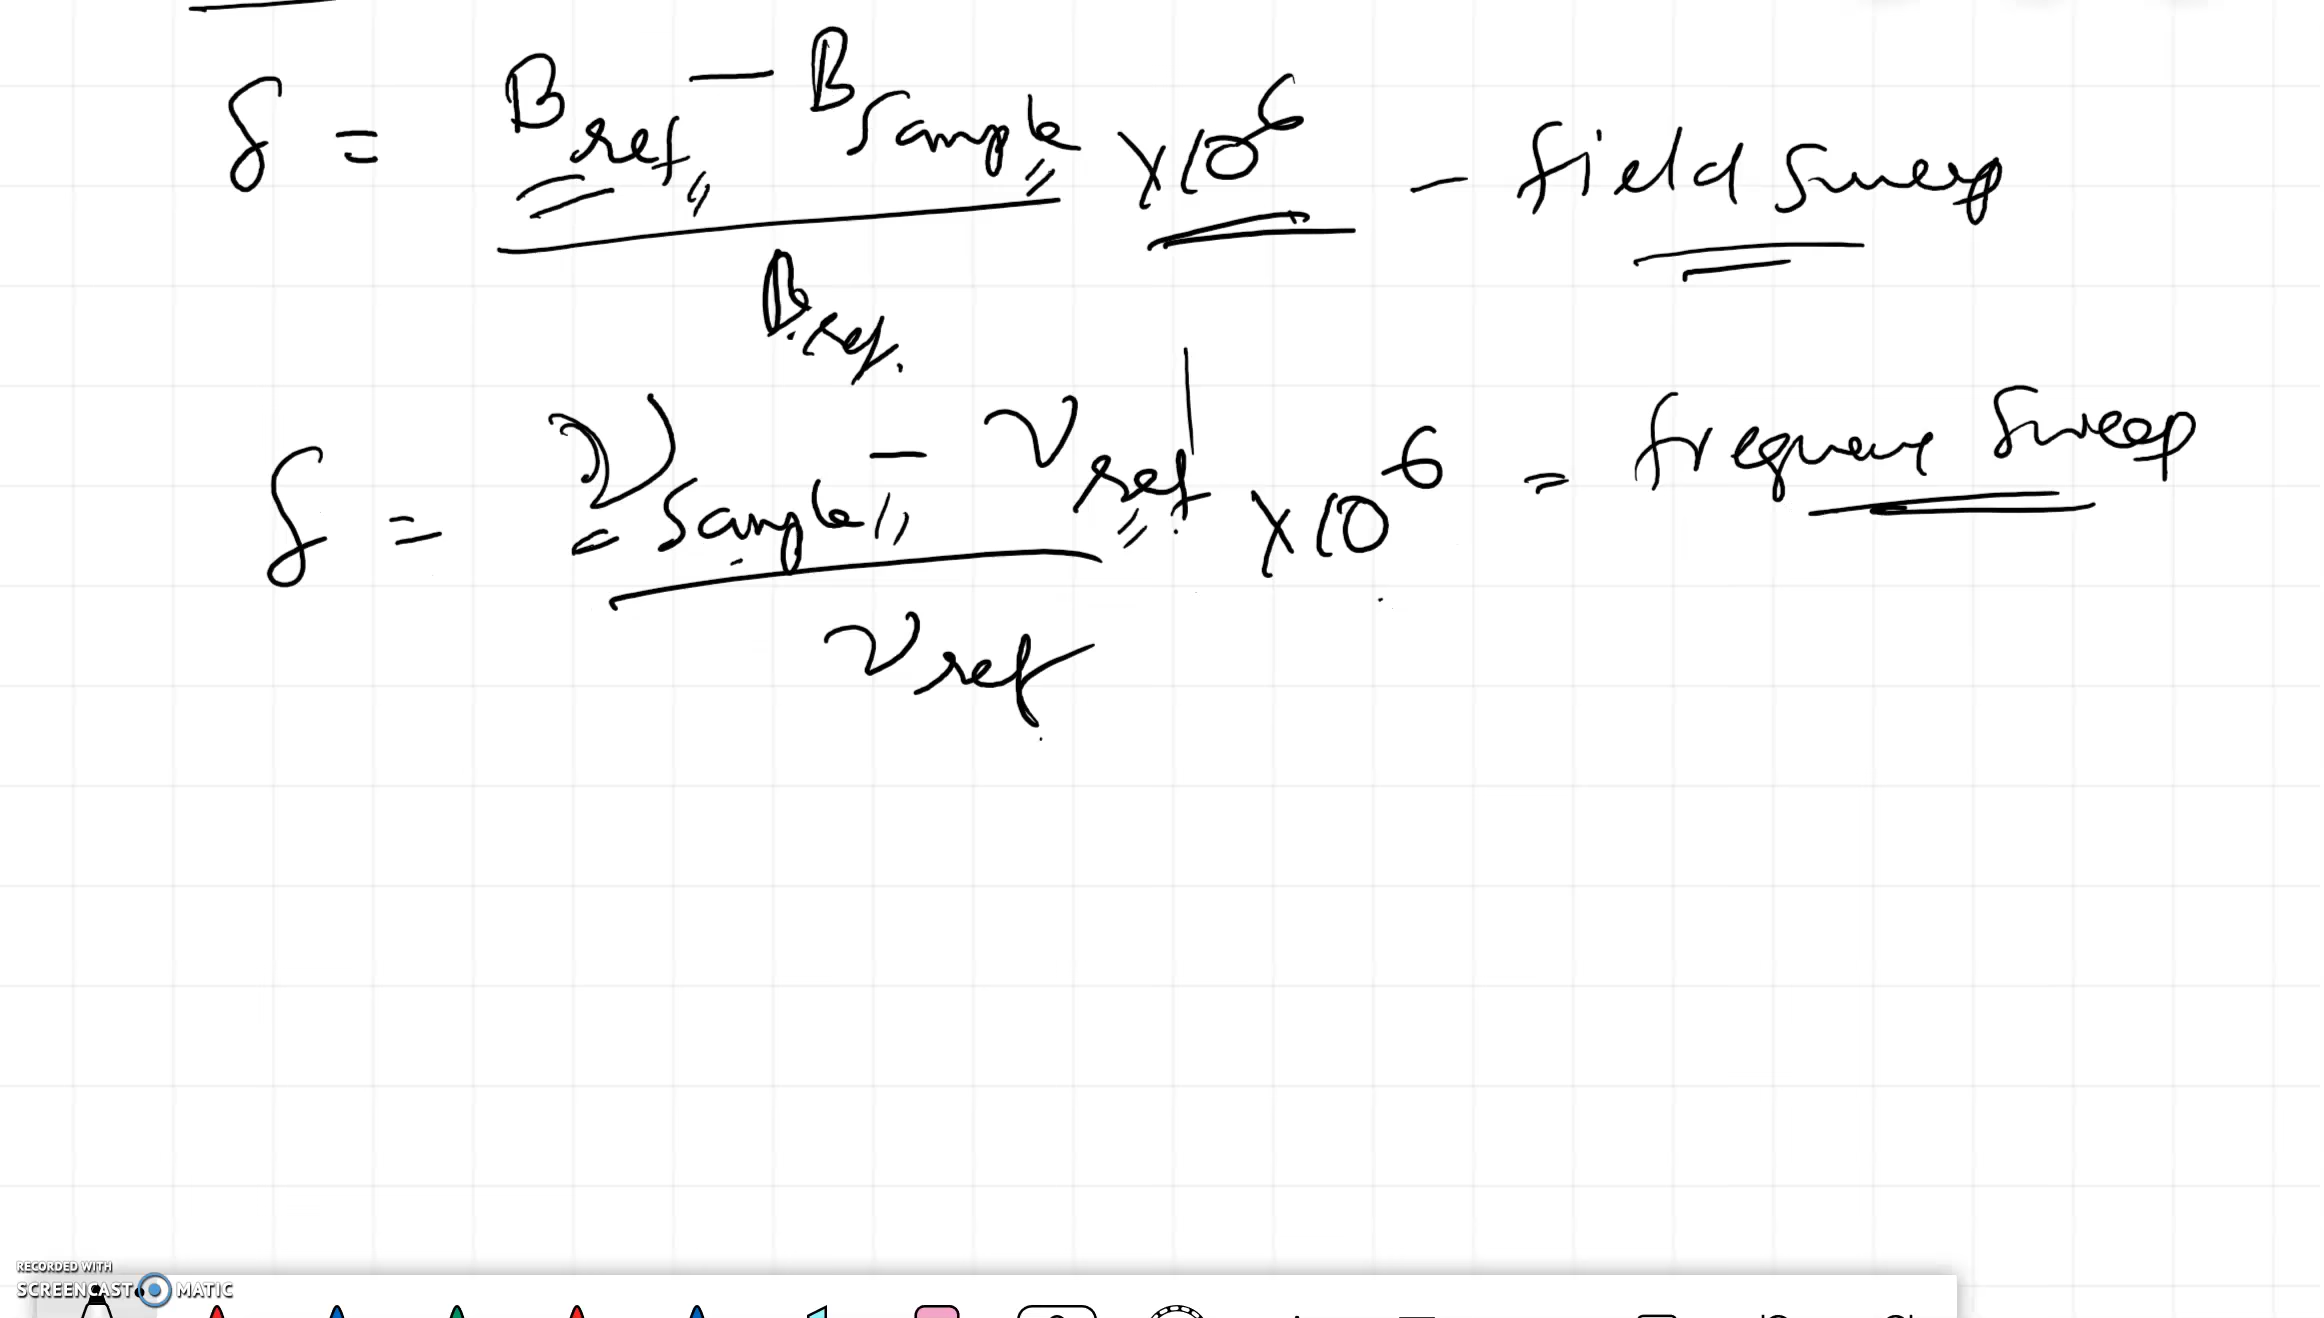 δ = B_ref - B_sample × 10^6 - field sweep
B_ref.
δ = ν_sample - ν_ref × 10^6 = frequency sweep
ν_ref
RECORDED WITH
SCREENCAST MATIC